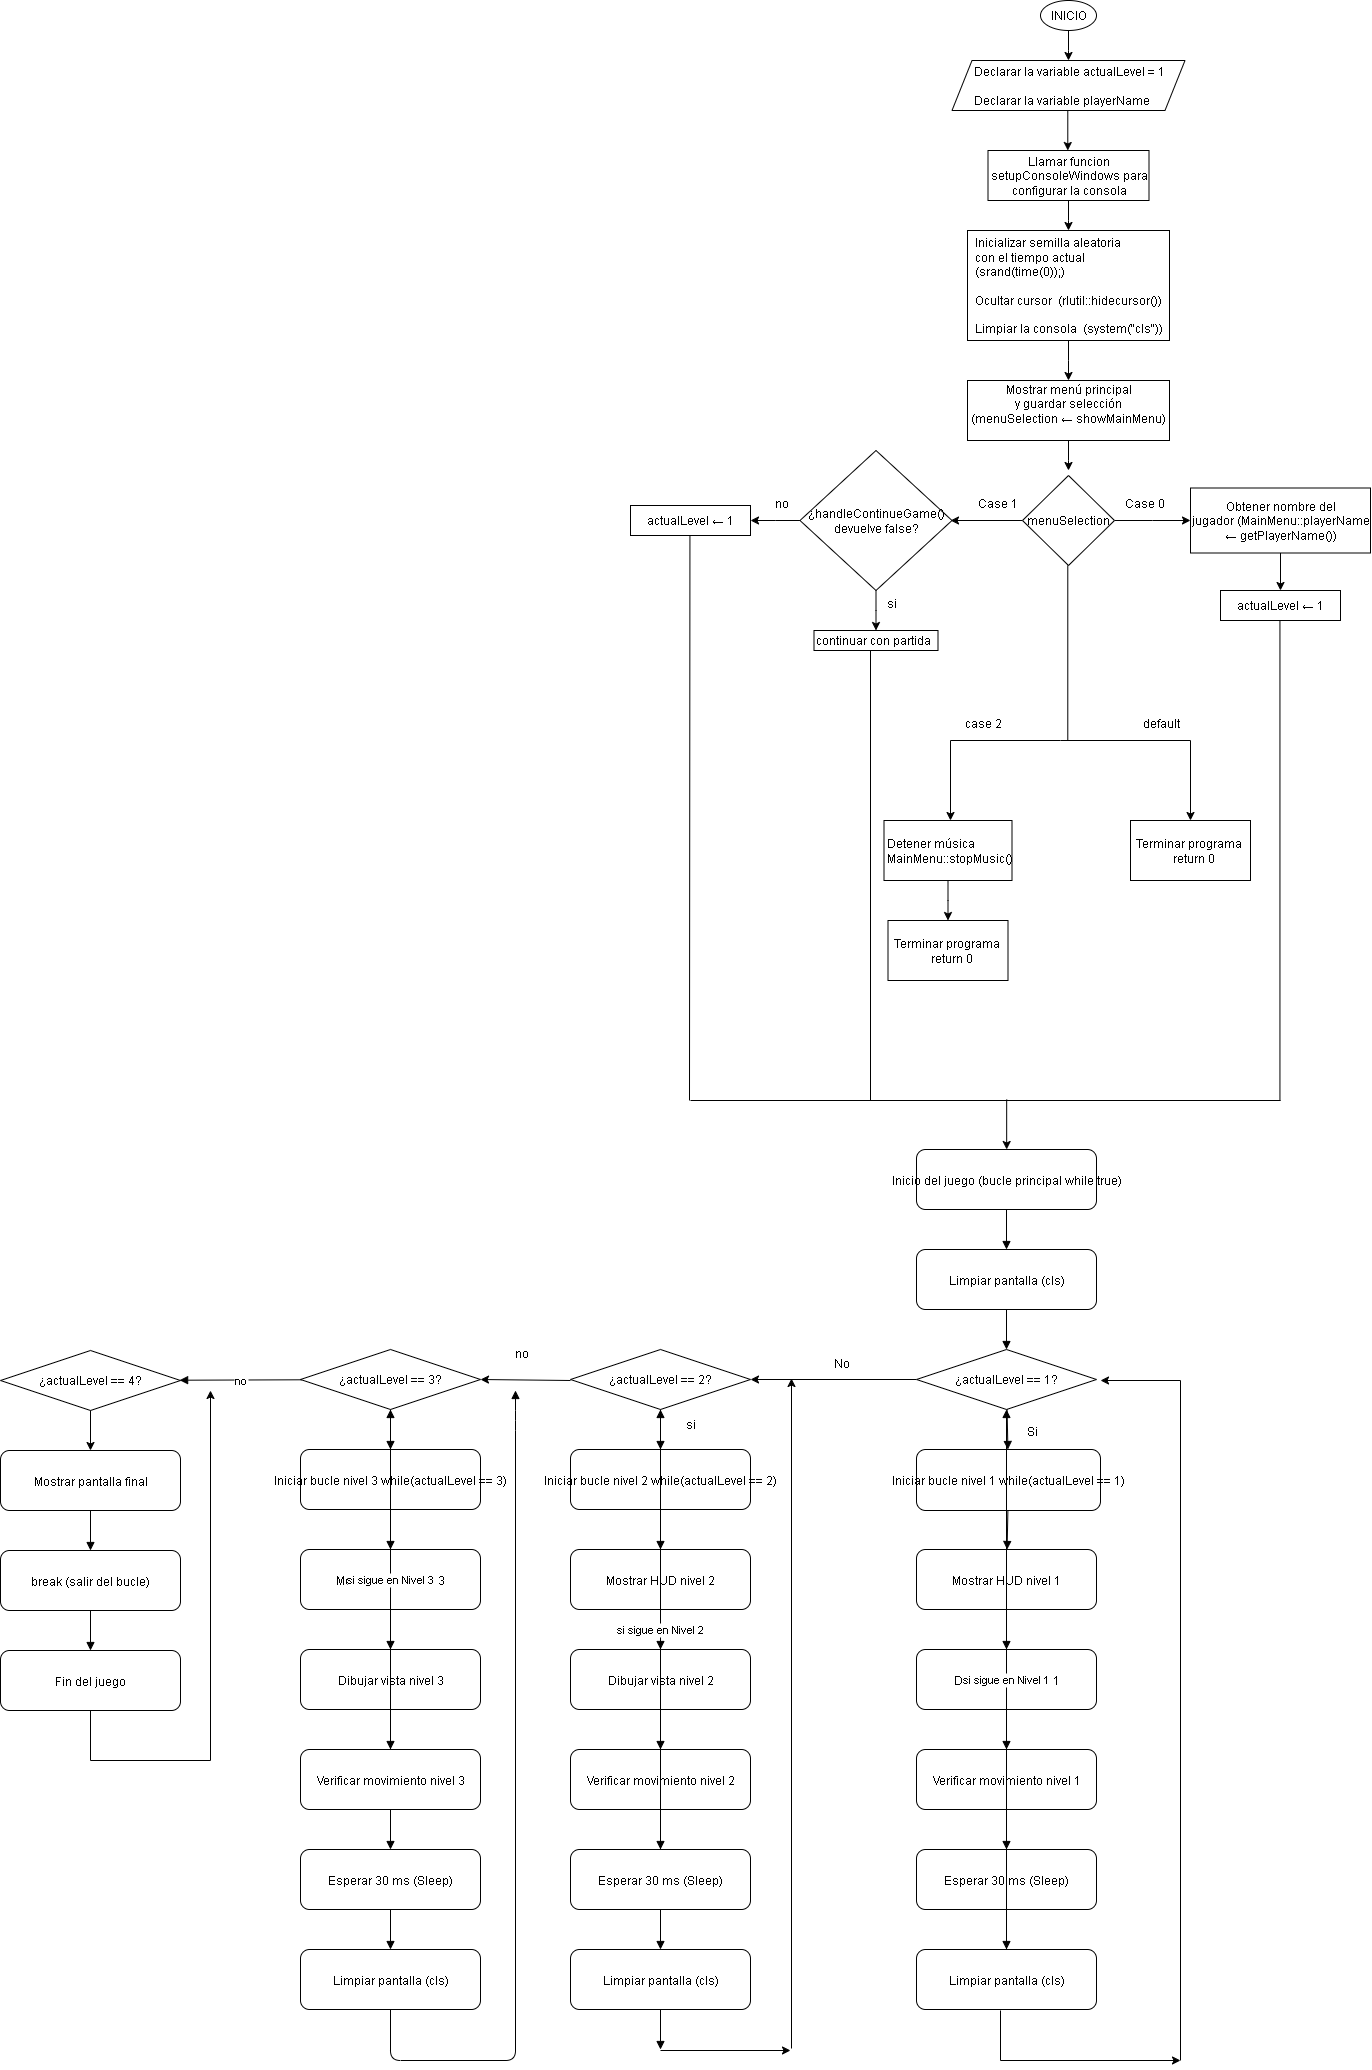 INICIO
Declarar la variable actualLevel = 1
Declarar la variable playerName
Llamar funcion
setupConsoleWindows para
configurar la consola
Inicializar semilla aleatoria
con el tiempo actual
(srand(time(0));)
Ocultar cursor (rlutil::hidecursor())
Limpiar la consola (system("cls"))
Mostrar menú principal
y guardar selección
(menuSelection ← showMainMenu)
menuSelection
Case 1
Case 0
¿handleContinueGame()
devuelve false?
no
actualLevel ← 1
si
continuar con partida
Obtener nombre del
jugador (MainMenu::playerName
← getPlayerName())
actualLevel ← 1
case 2
default
Detener música
MainMenu::stopMusic()
Terminar programa
return 0
Terminar programa
return 0
Inicio del juego (bucle principal while true)
Limpiar pantalla (cls)
¿actualLevel == 4?
no
¿actualLevel == 3?
no
¿actualLevel == 2?
No
¿actualLevel == 1?
si
Si
Mostrar pantalla final
Iniciar bucle nivel 3 while(actualLevel == 3)
Iniciar bucle nivel 2 while(actualLevel == 2)
Iniciar bucle nivel 1 while(actualLevel == 1)
break (salir del bucle)
si sigue en Nivel 3 3
Mostrar HUD nivel 2
Mostrar HUD nivel 1
si sigue en Nivel 2
Fin del juego
Dibujar vista nivel 3
Dibujar vista nivel 2
si sigue en Nivel 1 1
Verificar movimiento nivel 3
Verificar movimiento nivel 2
Verificar movimiento nivel 1
Esperar 30 ms (Sleep)
Esperar 30 ms (Sleep)
Esperar 30 ms (Sleep)
Limpiar pantalla (cls)
Limpiar pantalla (cls)
Limpiar pantalla (cls)